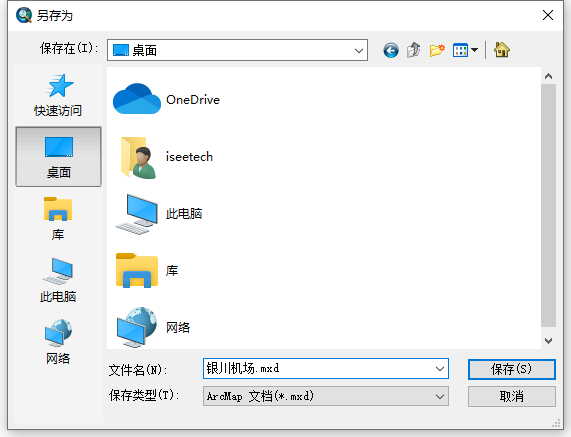 另存为
保存在(I):
桌面
快速访问
桌面
库
此电脑
网络
OneDrive
iseetech
此电脑
库
网络
文件名(N):
银川机场.mxd
保存(S)
保存类型(T):
ArcMap 文档(*.mxd)
取消